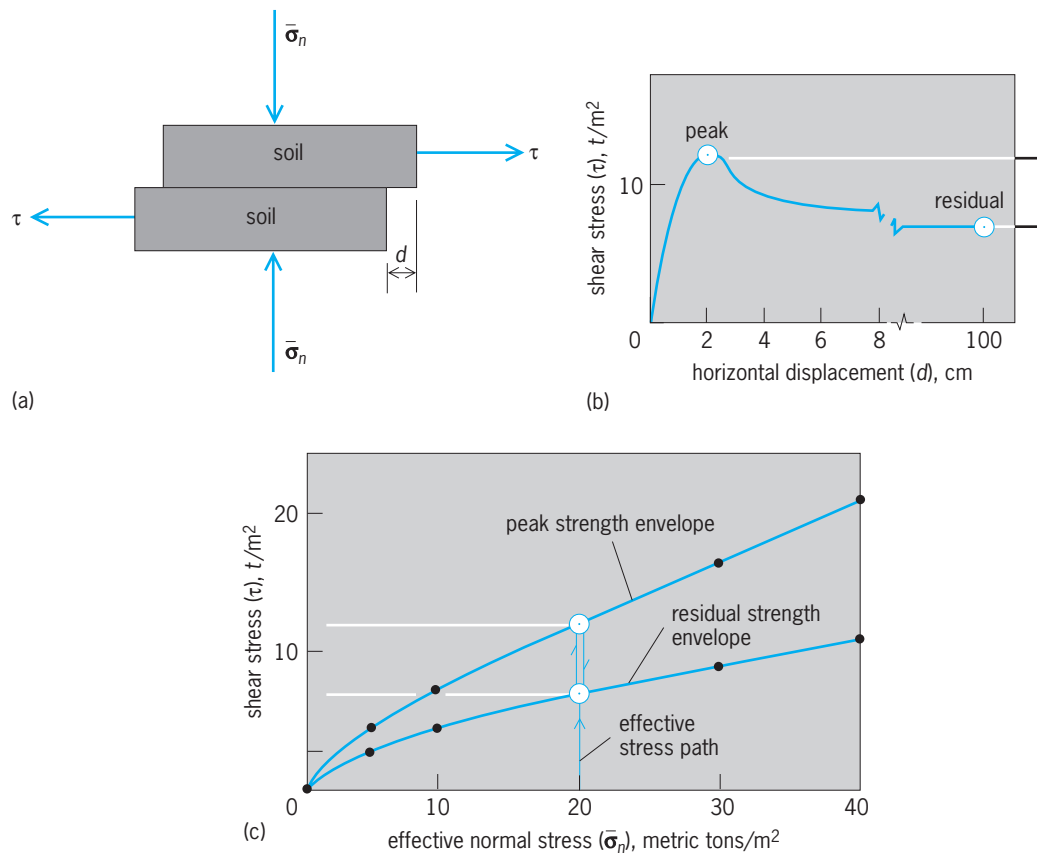 σ̄n
soil
τ
τ
soil
d
σ̄n
(a)
shear stress (τ), t/m²
10
peak
residual
0
2
4
6
8
100
horizontal displacement (d), cm
(b)
shear stress (τ), t/m²
20
10
peak strength envelope
residual strength
envelope
effective
stress path
0
10
20
30
40
effective normal stress (σ̄n), metric tons/m²
(c)